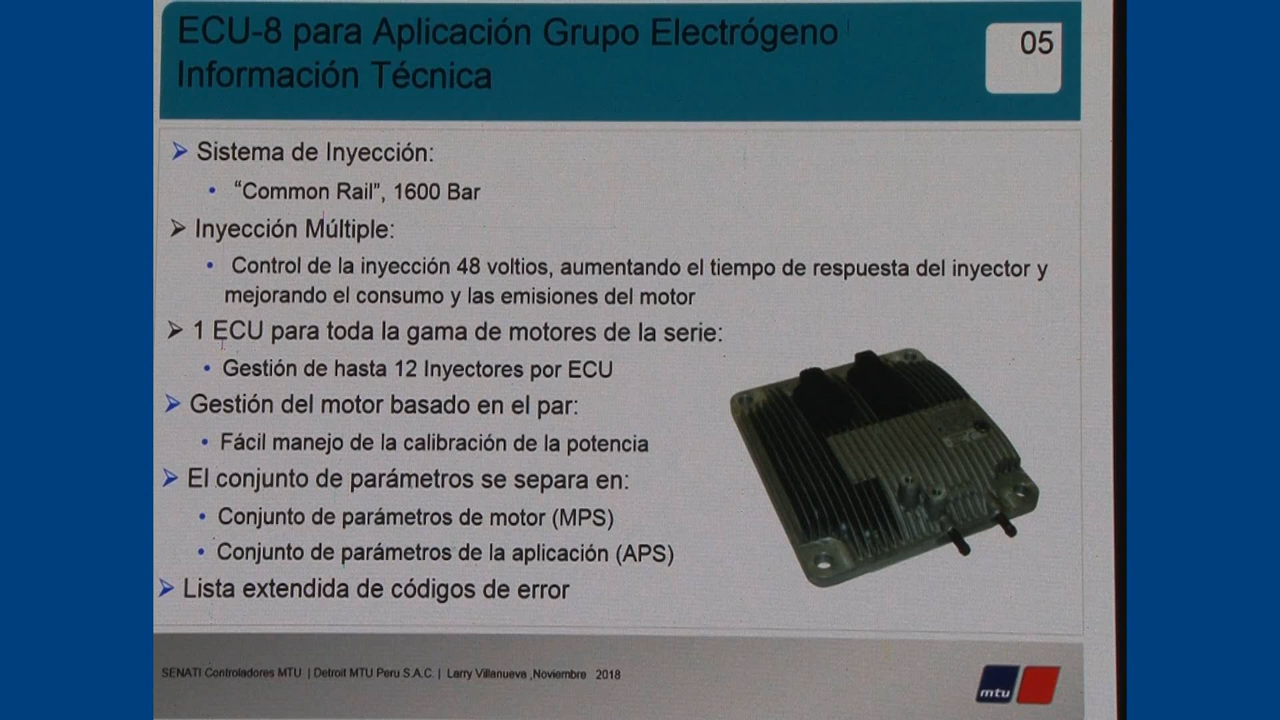 ECU-8 para Aplicación Grupo Electrógeno
Información Técnica
05
Sistema de Inyección:
“Common Rail”, 1600 Bar
Inyección Múltiple:
Control de la inyección 48 voltios, aumentando el tiempo de respuesta del inyector y
mejorando el consumo y las emisiones del motor
1 ECU para toda la gama de motores de la serie:
Gestión de hasta 12 Inyectores por ECU
Gestión del motor basado en el par:
Fácil manejo de la calibración de la potencia
El conjunto de parámetros se separa en:
Conjunto de parámetros de motor (MPS)
Conjunto de parámetros de la aplicación (APS)
Lista extendida de códigos de error
SENATI Controladores MTU | Detroit MTU Peru S.A.C. | Larry Villanueva ,Noviembre 2018
mtu